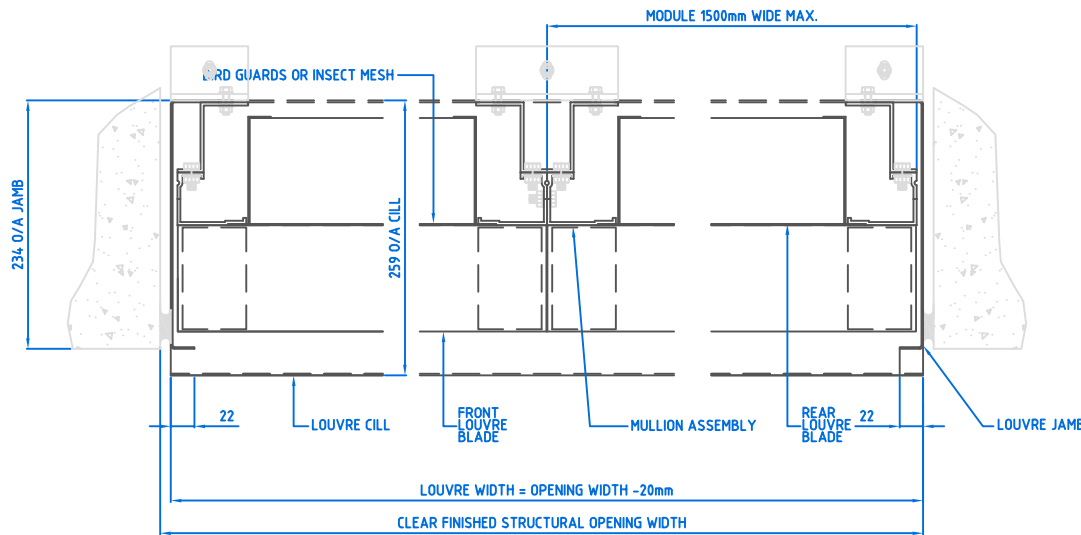 MODULE 1500mm WIDE MAX.
BIRD GUARDS OR INSECT MESH
234 O/A JAMB
259 O/A CILL
22
LOUVRE CILL
FRONT
LOUVRE
BLADE
MULLION ASSEMBLY
REAR
LOUVRE
BLADE
22
LOUVRE JAMB
LOUVRE WIDTH = OPENING WIDTH -20mm
CLEAR FINISHED STRUCTURAL OPENING WIDTH